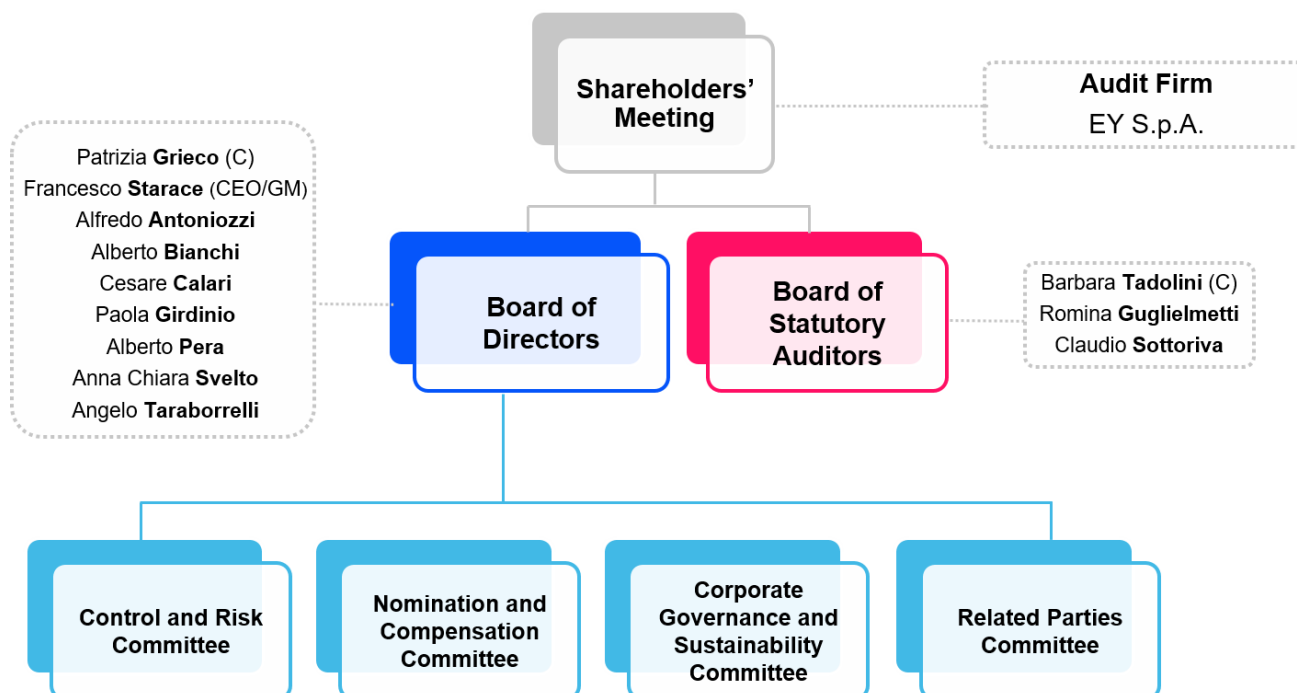 Shareholders'
Meeting
Audit Firm
EY S.p.A.
Patrizia Grieco (C)
Francesco Starace (CEO/GM)
Alfredo Antoniozzi
Alberto Bianchi
Cesare Calari
Paola Girdinio
Alberto Pera
Anna Chiara Svelto
Angelo Taraborrelli
Board of
Directors
Board of
Statutory
Auditors
Barbara Tadolini (C)
Romina Guglielmetti
Claudio Sottoriva
Control and Risk
Committee
Nomination and
Compensation
Committee
Corporate
Governance and
Sustainability
Committee
Related Parties
Committee